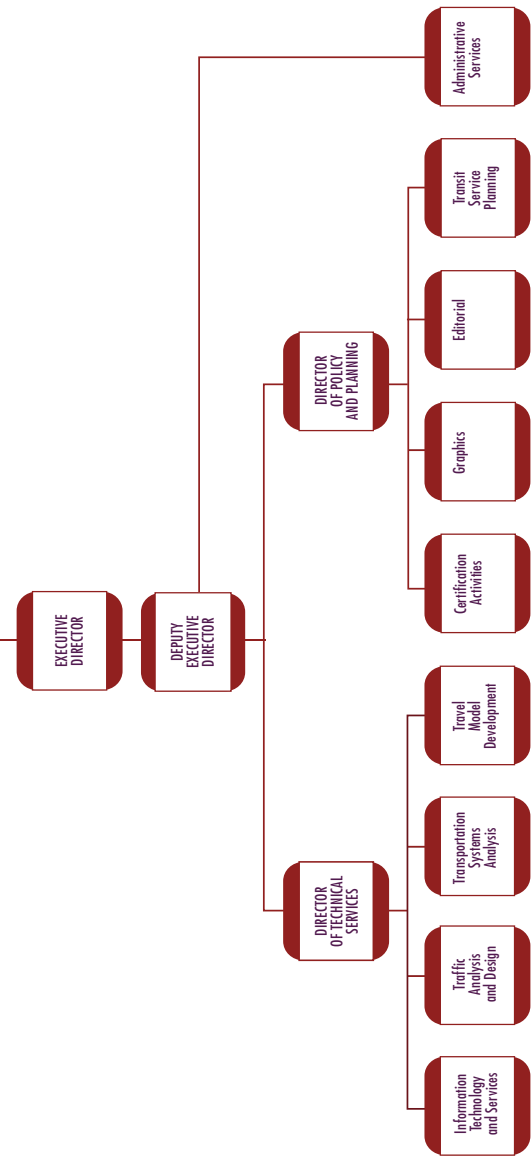 EXECUTIVE
DIRECTOR
DEPUTY
EXECUTIVE
DIRECTOR
DIRECTOR
OF TECHNICAL
SERVICES
DIRECTOR
OF POLICY
AND PLANNING
Information
Technology
and Services
Traffic
Analysis
and Design
Transportation
Systems
Analysis
Travel
Model
Development
Certification
Activities
Graphics
Editorial
Transit
Service
Planning
Administrative
Services